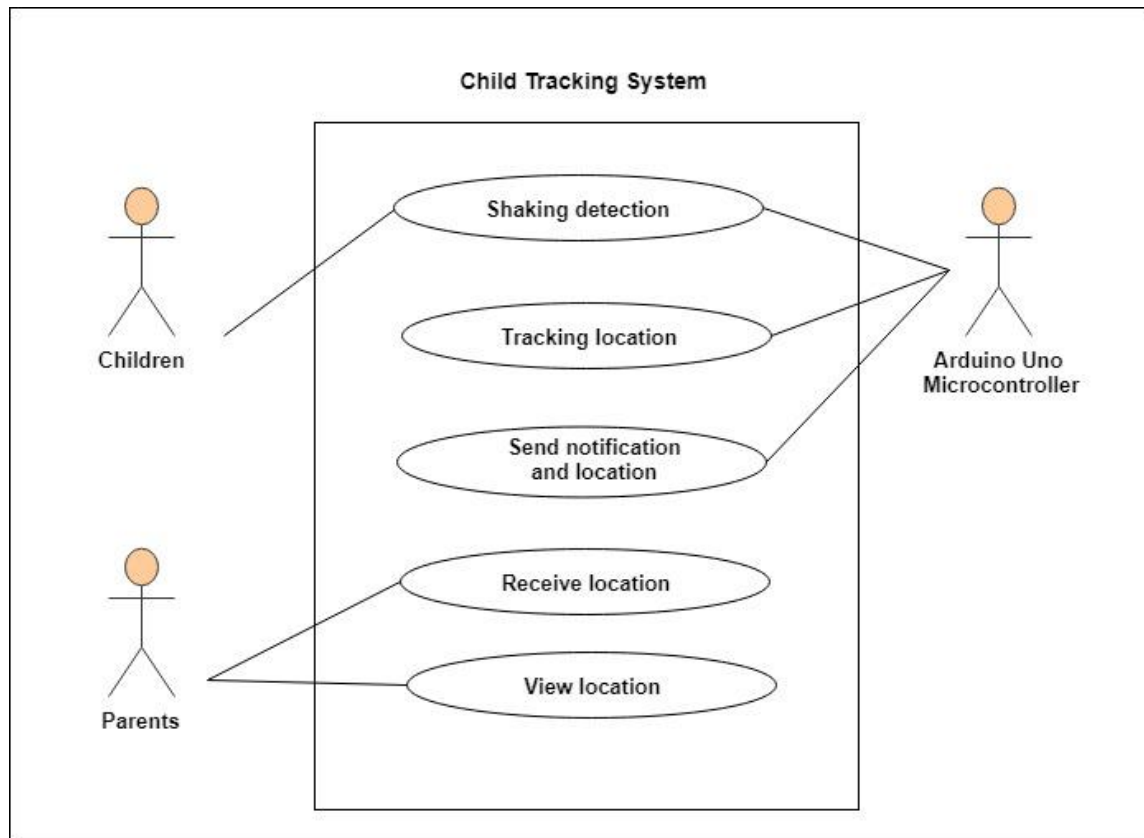 Child Tracking System
Shaking detection
Tracking location
Children
Arduino Uno
Microcontroller
Send notification
and location
Receive location
View location
Parents